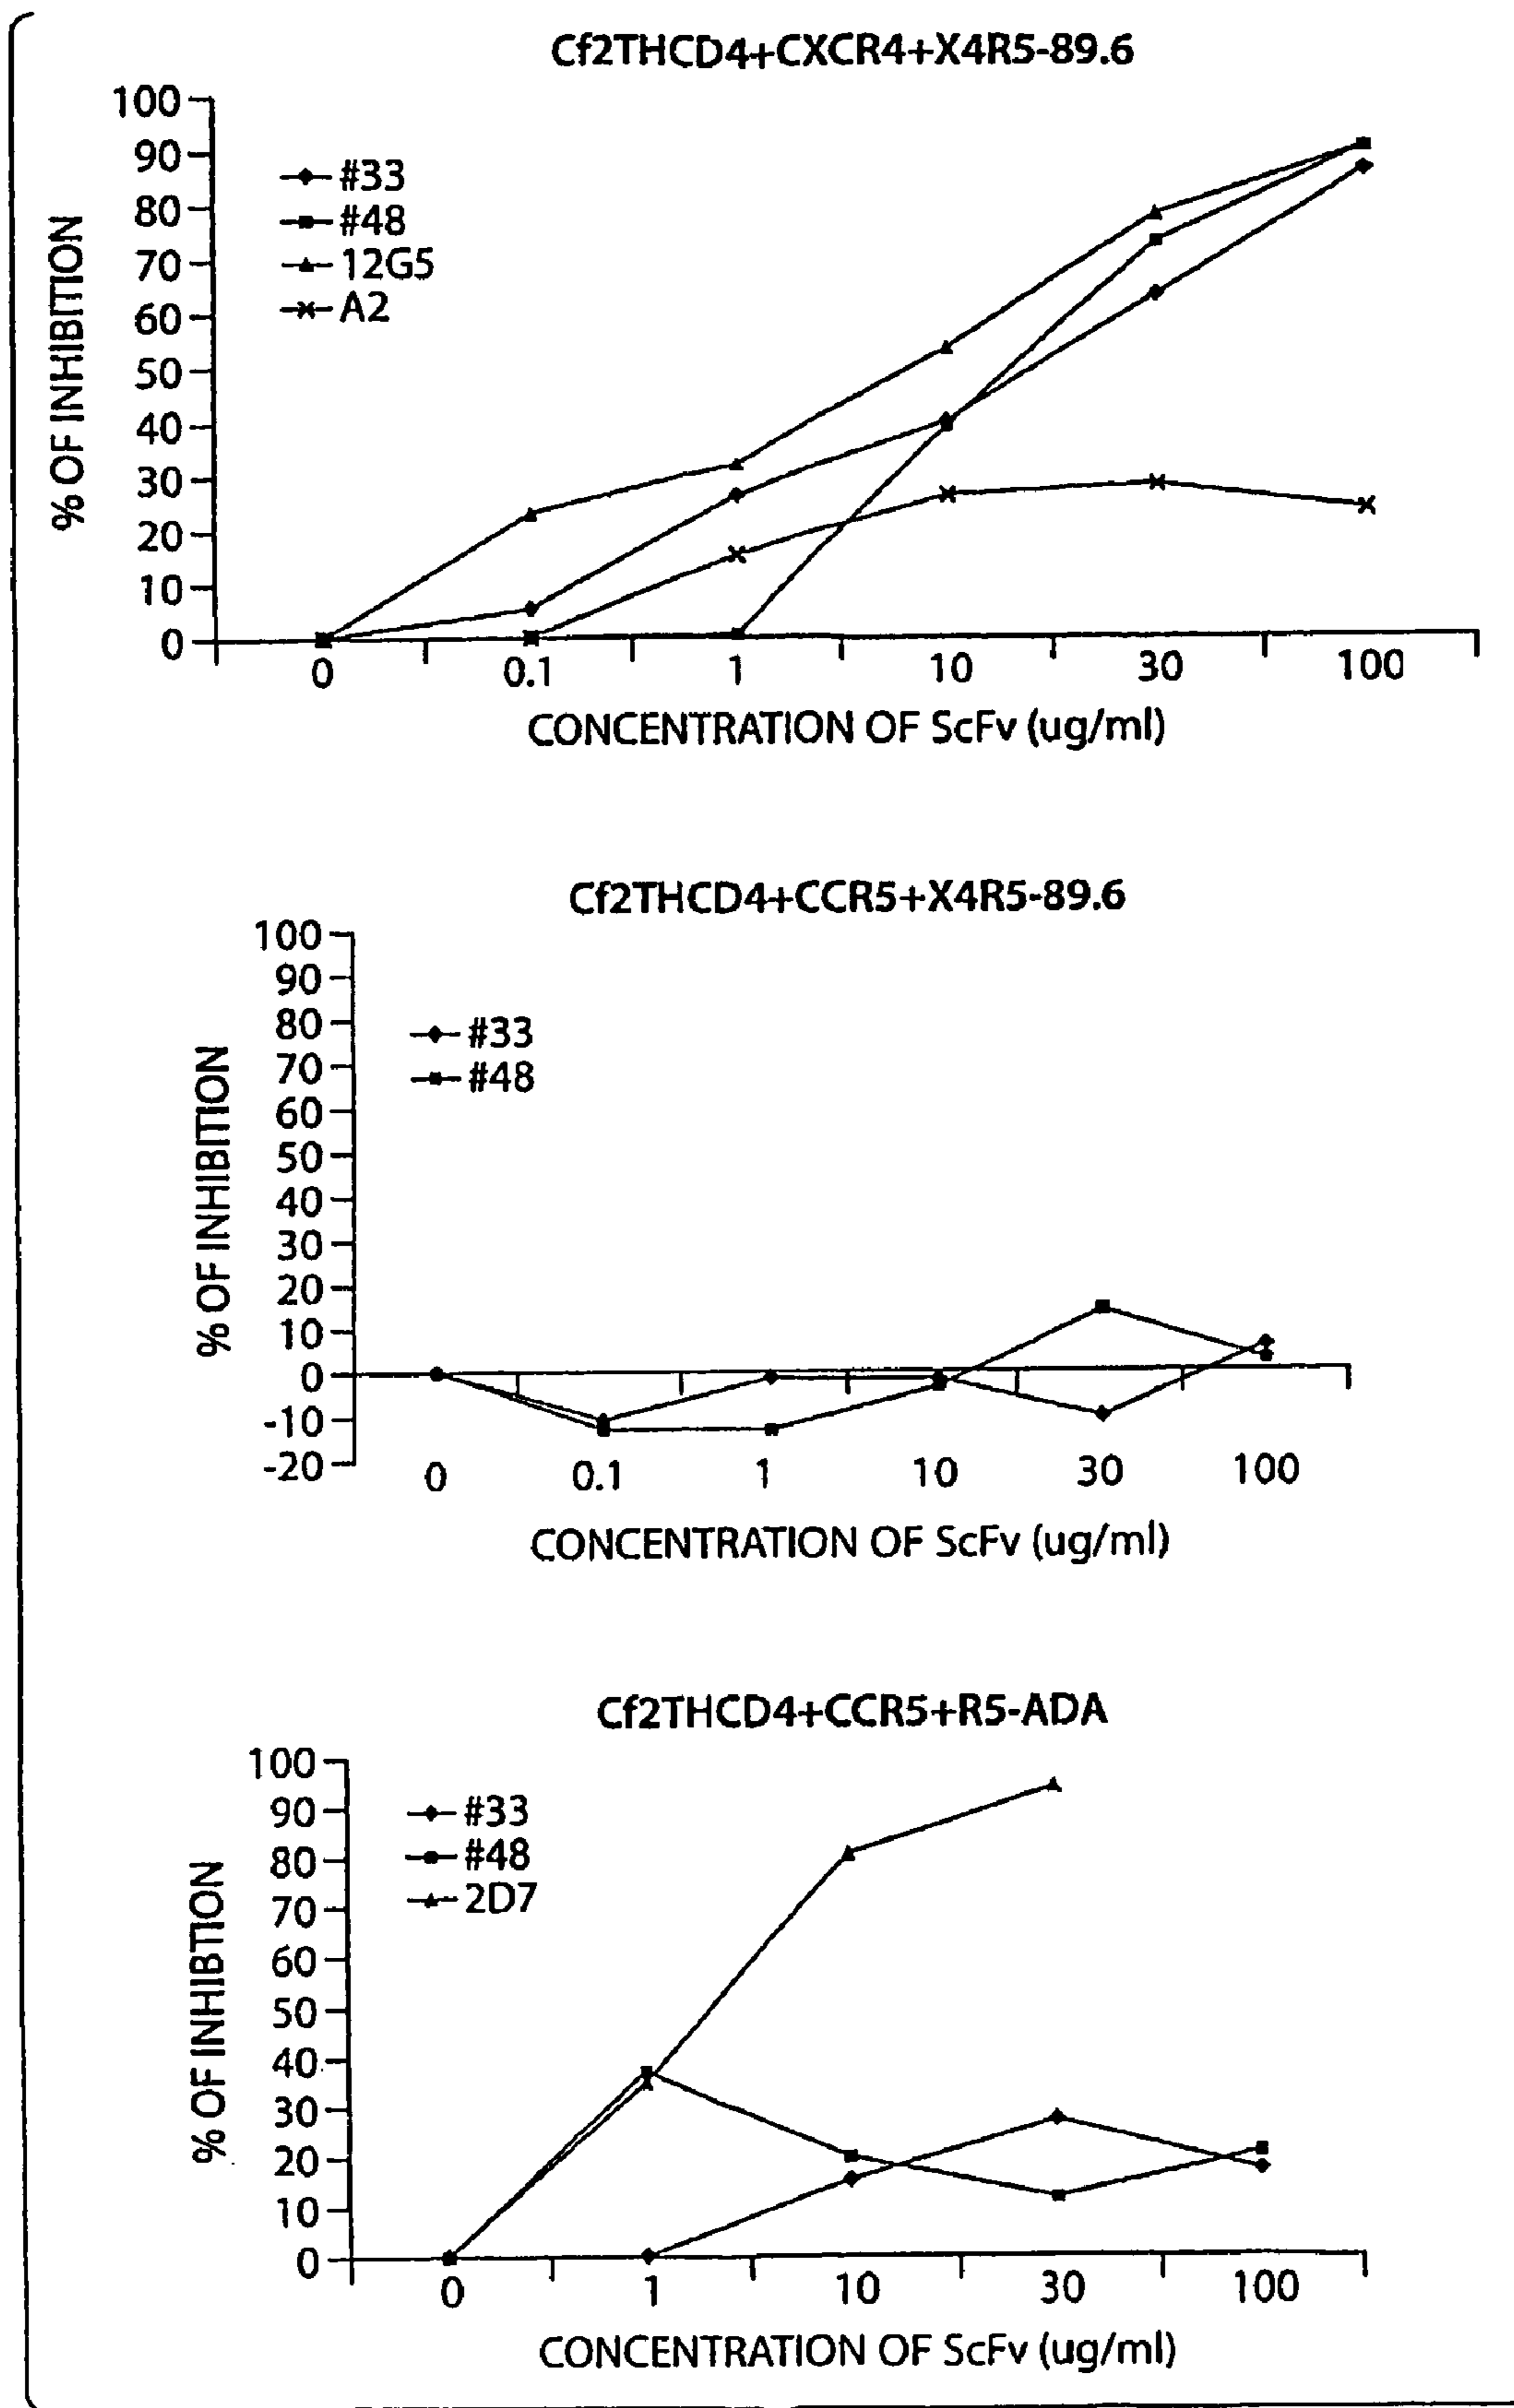 Cf2THCD4+CXCR4+X4R5-89.6
100
90
80
70
60
50
40
30
20
10
0
% OF INHIBITION
#33
#48
12G5
A2
0 0.1 1 10 30 100
CONCENTRATION OF ScFv (ug/ml)
Cf2THCD4+CCR5+X4R5-89.6
100
90
80
70
60
50
40
30
20
10
0
-10
-20
% OF INHIBITION
#33
#48
0 0.1 1 10 30 100
CONCENTRATION OF ScFv (ug/ml)
Cf2THCD4+CCR5+R5-ADA
100
90
80
70
60
50
40
30
20
10
0
% OF INHIBTION
#33
#48
2D7
0 1 10 30 100
CONCENTRATION OF ScFv (ug/ml)